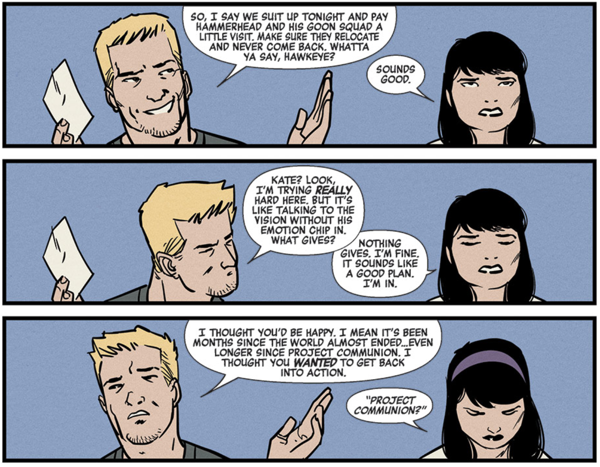 SO, I SAY WE SUIT UP TONIGHT AND PAY
HAMMERHEAD AND HIS GOON SQUAD A
LITTLE VISIT. MAKE SURE THEY RELOCATE
AND NEVER COME BACK. WHATTA
YA SAY, HAWKEYE?
SOUNDS
GOOD.
KATE? LOOK,
I'M TRYING REALLY
HARD HERE. BUT IT'S
LIKE TALKING TO THE
VISION WITHOUT HIS
EMOTION CHIP IN.
WHAT GIVES?
NOTHING
GIVES. I'M FINE.
IT SOUNDS LIKE
A GOOD PLAN.
I'M IN.
I THOUGHT YOU'D BE HAPPY. I MEAN IT'S BEEN
MONTHS SINCE THE WORLD ALMOST ENDED...EVEN
LONGER SINCE PROJECT COMMUNION. I
THOUGHT YOU WANTED TO GET BACK
INTO ACTION.
"PROJECT
COMMUNION?"